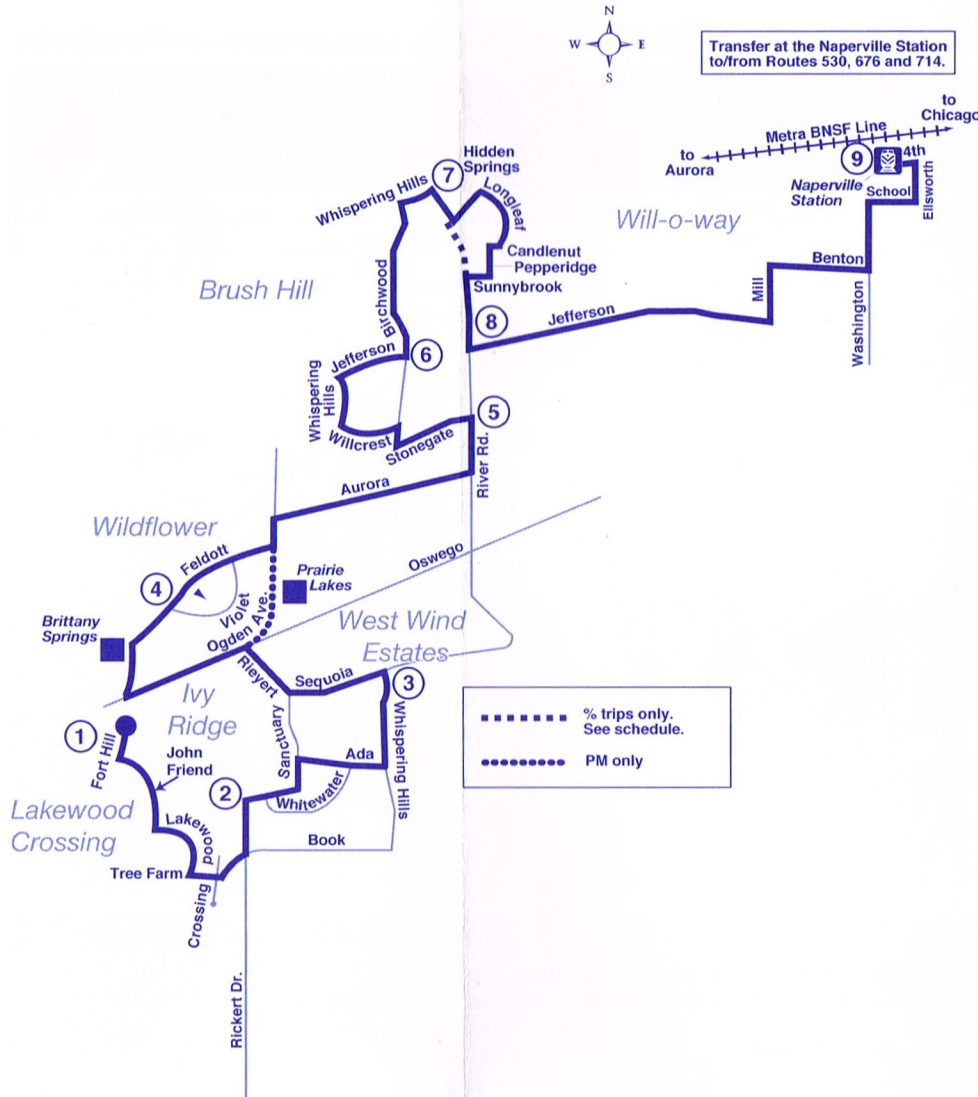 N
W E
S
Transfer at the Naperville Station
to/from Routes 530, 676 and 714.
to
Chicago
Metra BNSF Line
to
Aurora
9
4th
Naperville
Station
School
Ellsworth
Hidden
Springs
7
Whispering Hills
Longleaf
Will-o-way
Candlenut
Pepperidge
Sunnybrook
Benton
Brush Hill
Birchwood
Mill
Washington
8
Jefferson
Jefferson
6
Whispering
Hills
5
Willcrest
Stonegate
River Rd.
Aurora
Wildflower
Feldott
Oswego
4
Prairie
Lakes
Violet
Ogden Ave.
Brittany
Springs
West Wind
Estates
Rievert
Sequoia
3
Ivy
Ridge
Sanctuary
Whispering Hills
% trips only.
See schedule.
PM only
1
Fort Hill
John
Friend
Ada
2
Whitewater
Lakewood
Crossing
Lakewood
Book
Tree Farm
Crossing
Rickert Dr.